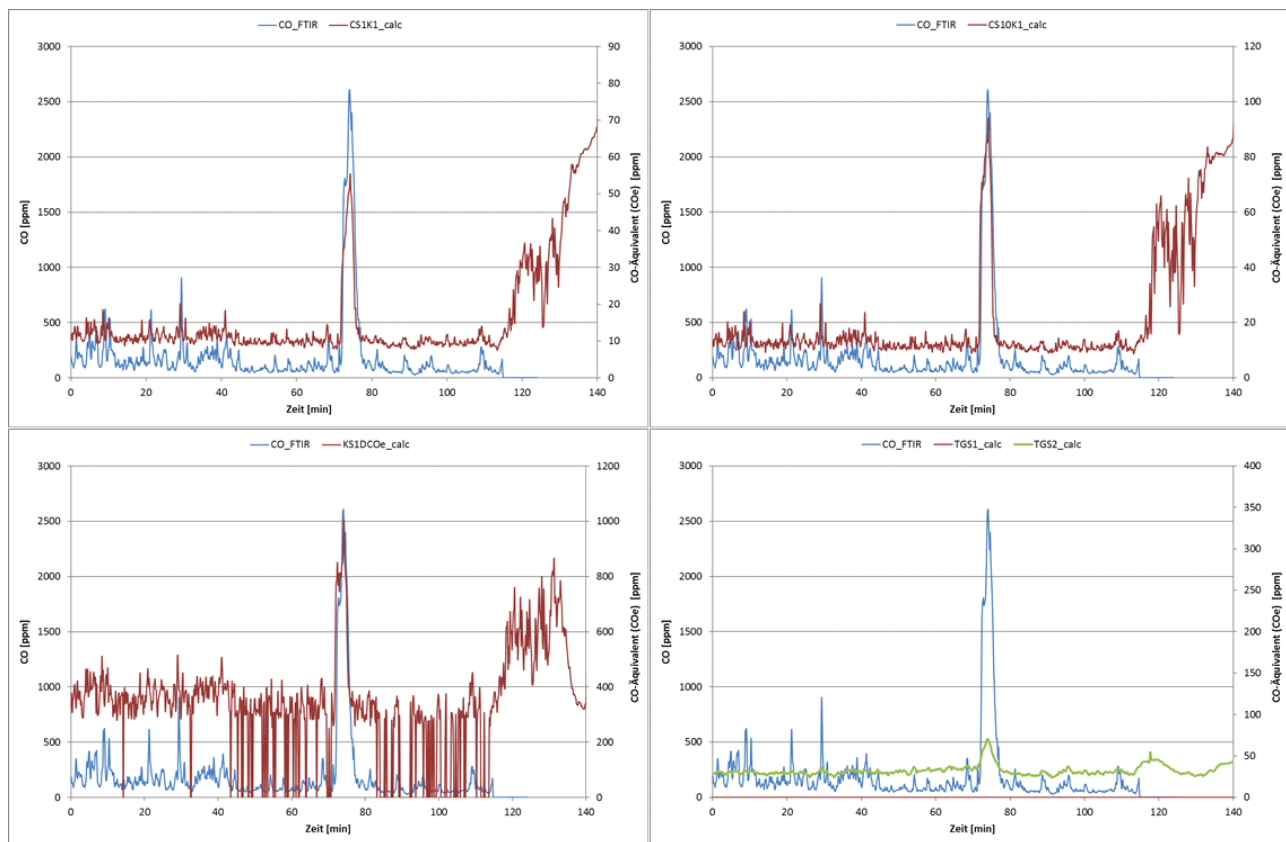 CO_FTIR CS1K1_calc
3000 2500 2000 1500 1000 500 0
CO [ppm]
90 80 70 60 50 40 30 20 10 0
CO-Äquivalent (COe) [ppm]
0 20 40 60 80 100 120 140
Zeit [min]
CO_FTIR CS10K1_calc
3000 2500 2000 1500 1000 500 0
CO [ppm]
120 100 80 60 40 20 0
CO-Äquivalent (COe) [ppm]
0 20 40 60 80 100 120 140
Zeit [min]
CO_FTIR KS1DCOe_calc
3000 2500 2000 1500 1000 500 0
CO [ppm]
1200 1000 800 600 400 200 0
CO-Äquivalent (COe) [ppm]
0 20 40 60 80 100 120 140
Zeit [min]
CO_FTIR TGS1_calc TGS2_calc
3000 2500 2000 1500 1000 500 0
CO [ppm]
400 350 300 250 200 150 100 50 0
CO-Äquivalent (COe) [ppm]
0 20 40 60 80 100 120 140
Zeit [min]